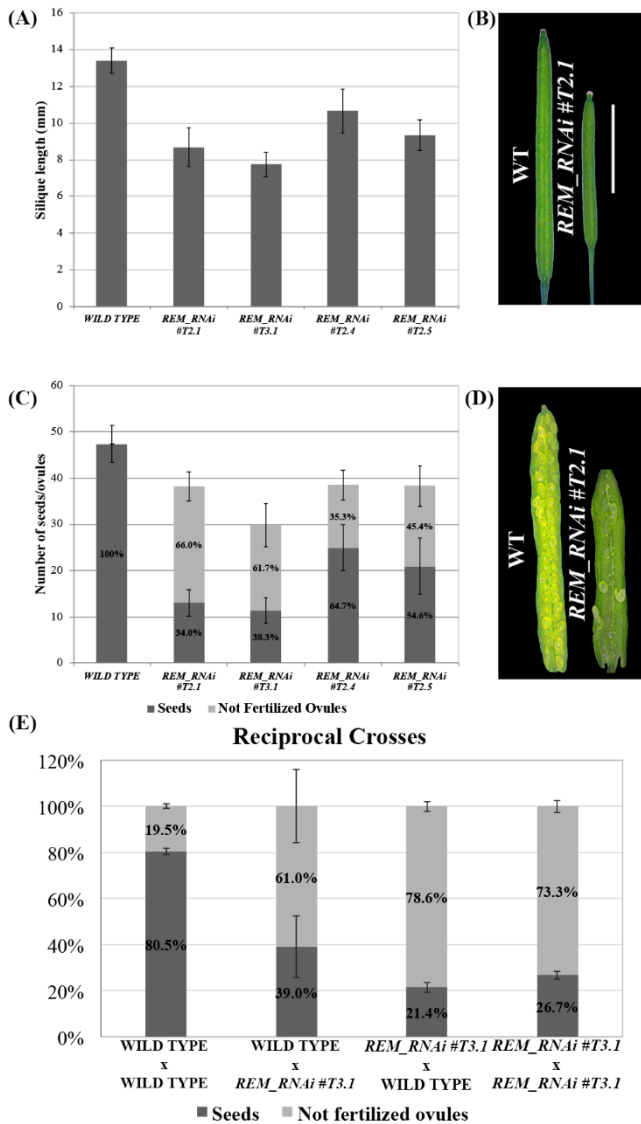 (A)
16
14
12
10
8
6
4
2
0
Silique length (mm)
WILD TYPE
REM_RNAi #T2.1
REM_RNAi #T3.1
REM_RNAi #T2.4
REM_RNAi #T2.5
(B)
WT
REM_RNAi #T2.1
(C)
60
50
40
30
20
10
0
Number of seeds/ovules
100%
66.0%
34.0%
61.7%
38.3%
35.3%
64.7%
45.4%
54.6%
WILD TYPE
REM_RNAi #T2.1
REM_RNAi #T3.1
REM_RNAi #T2.4
REM_RNAi #T2.5
Seeds Not Fertilized Ovules
(D)
WT
REM_RNAi #T2.1
(E)
Reciprocal Crosses
120%
100%
80%
60%
40%
20%
0%
19.5%
80.5%
61.0%
39.0%
78.6%
21.4%
73.3%
26.7%
WILD TYPE
x
WILD TYPE
WILD TYPE
x
REM_RNAi #T3.1
REM_RNAi #T3.1
x
WILD TYPE
REM_RNAi #T3.1
x
REM_RNAi #T3.1
Seeds Not fertilized ovules